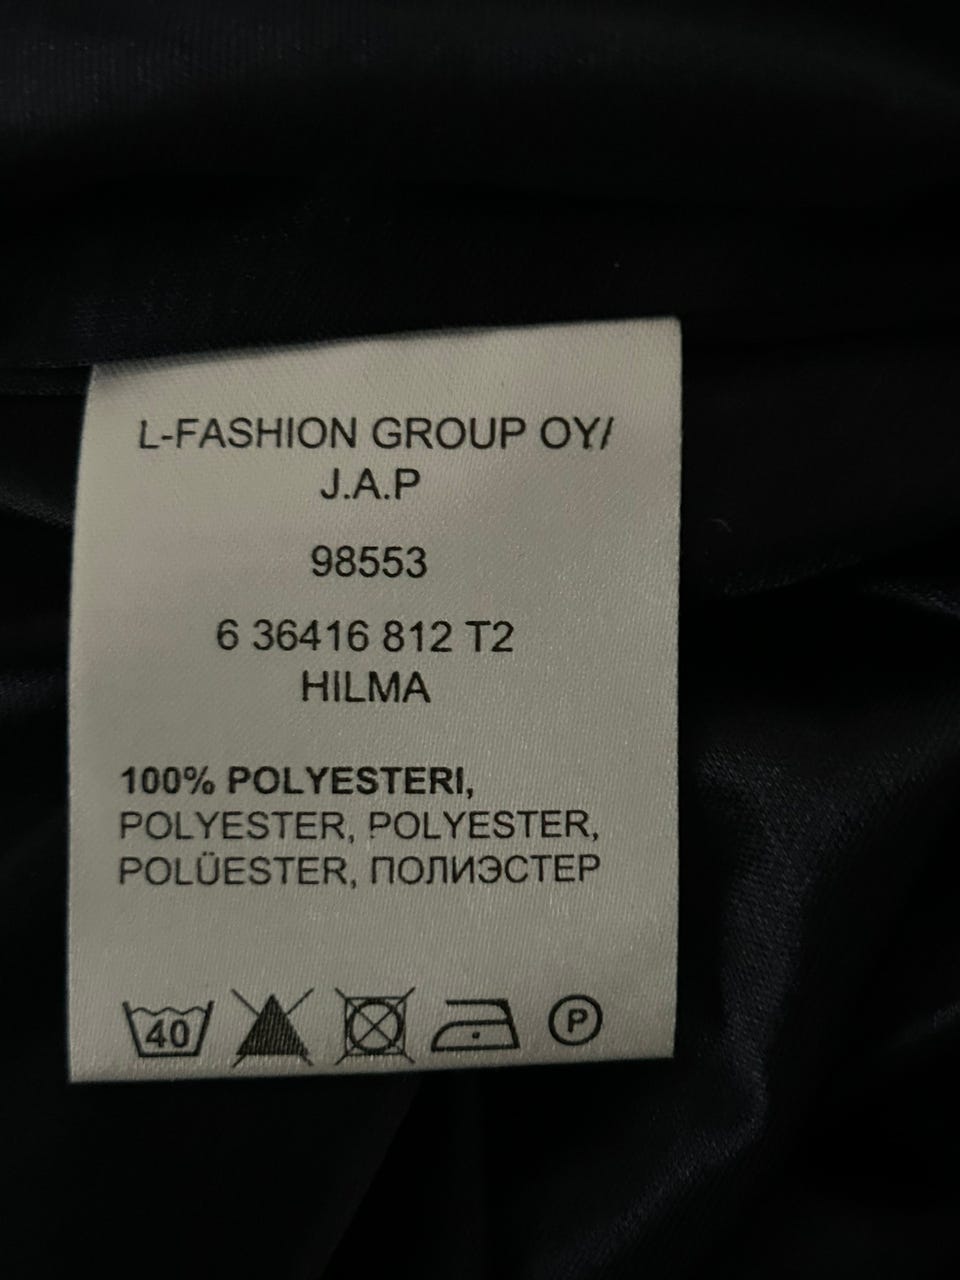 L-FASHION GROUP OY/
J.A.P
98553
6 36416 812 T2
HILMA
100% POLYESTERI,
POLYESTER, POLYESTER,
POLÜESTER, ПОЛИЭСТЕР
40 P